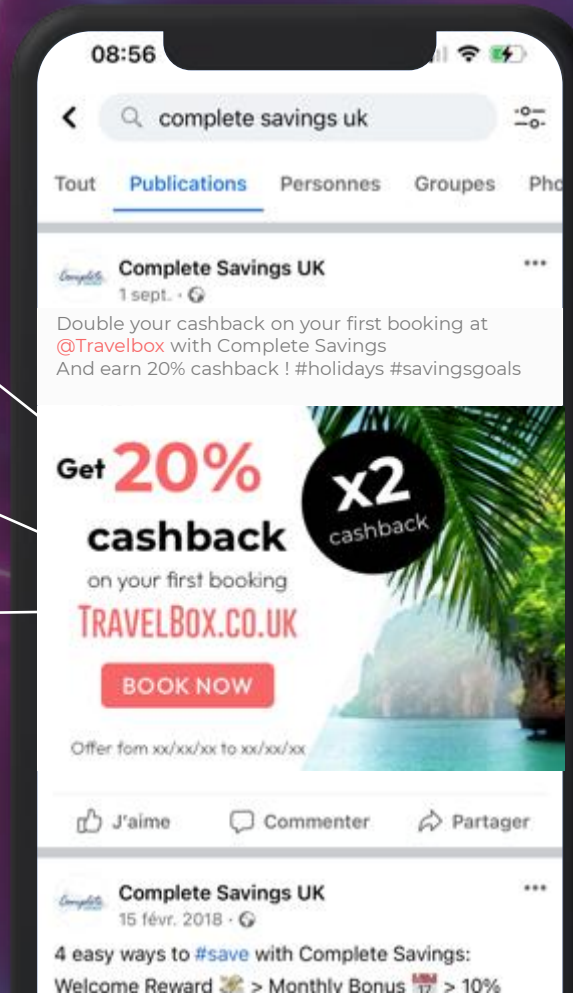 08:56
complete savings uk
Tout Publications Personnes Groupes Pho
Complete Savings UK
1 sept. ·
Double your cashback on your first booking at
@Travelbox with Complete Savings
And earn 20% cashback ! #holidays #savingsgoals
Get 20%
cashback
on your first booking
TRAVELBOX.CO.UK
BOOK NOW
Offer fom xx/xx/xx to xx/xx/xx
x2
cashback
J'aime Commenter Partager
Complete Savings UK
15 févr. 2018 ·
4 easy ways to #save with Complete Savings:
Welcome Reward 💸 > Monthly Bonus 📅 > 10%